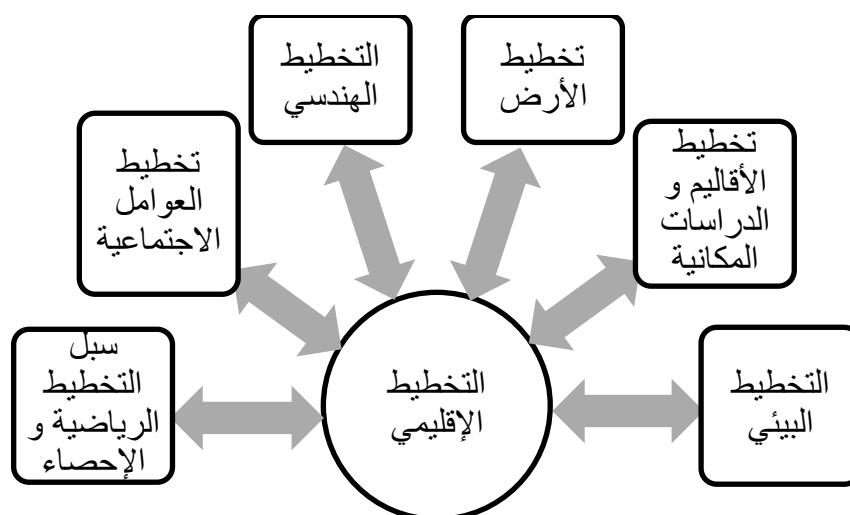 تخطيط
الأرض
التخطيط
الهندسي
تخطيط
الأقاليم و
الدراسات
المكانية
تخطيط
العوامل
الاجتماعية
التخطيط
البيئي
التخطيط
الإقليمي
سبل
التخطيط
الرياضية و
الإحصاء